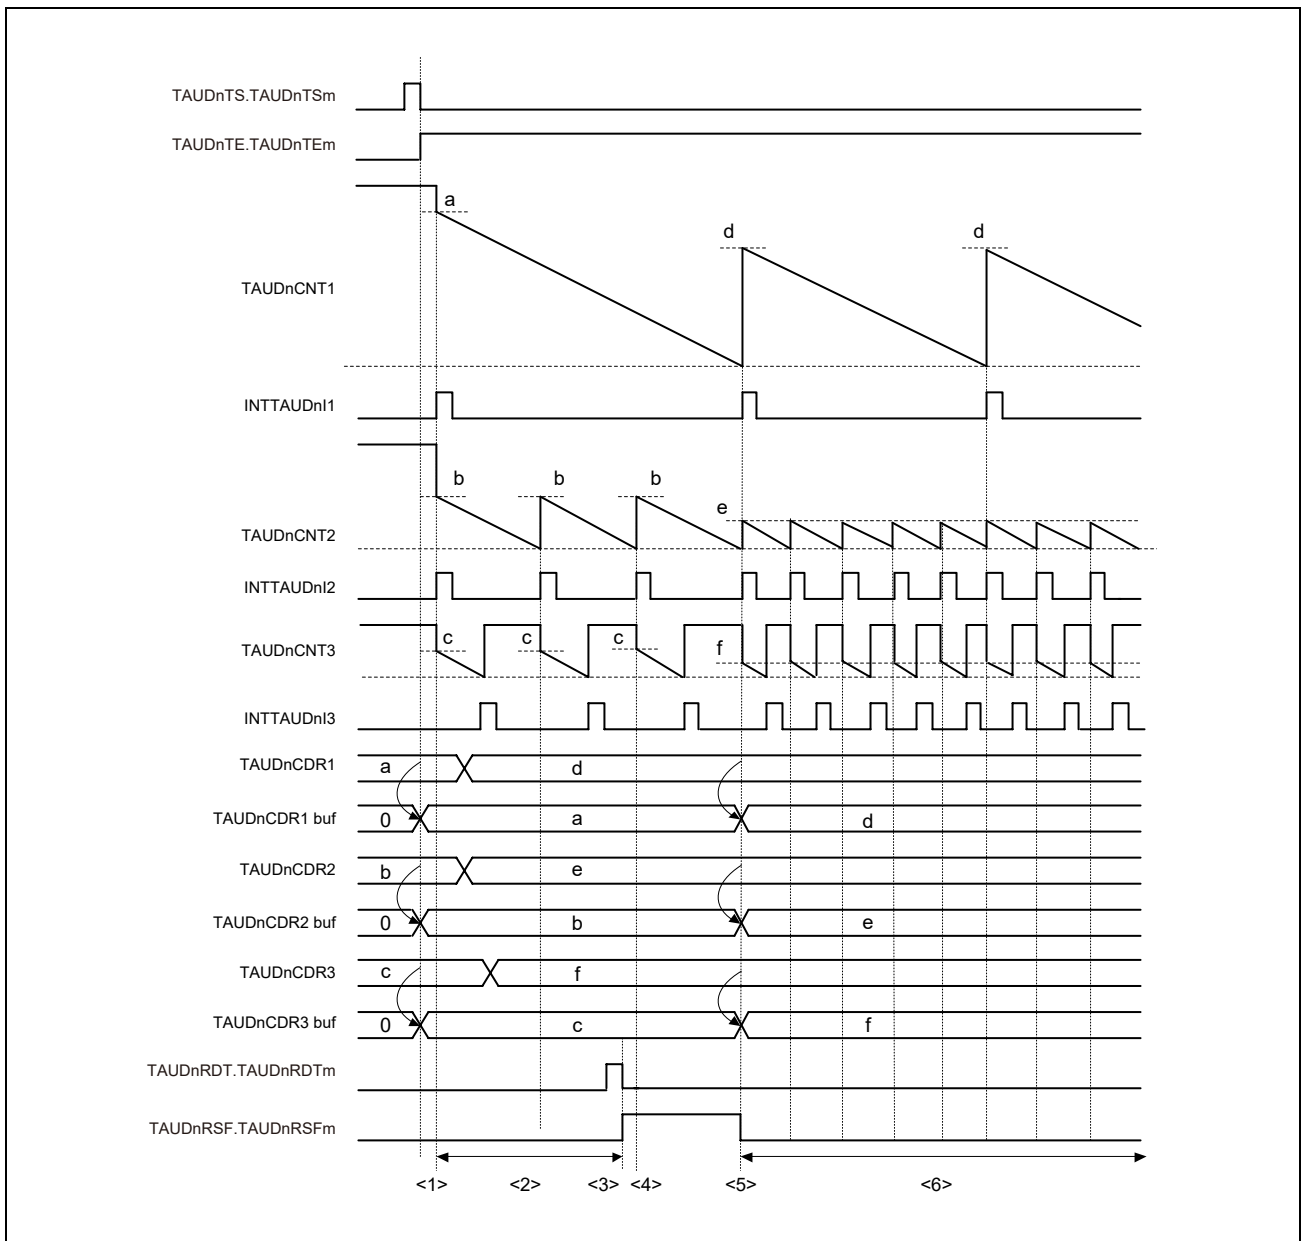 TAUDnTS.TAUDnTSm
TAUDnTE.TAUDnTEm
a
d
d
TAUDnCNT1
INTTAUDnI1
b
b
b
e
TAUDnCNT2
INTTAUDnI2
c
c
c
f
TAUDnCNT3
INTTAUDnI3
TAUDnCDR1
a
d
TAUDnCDR1 buf
0
a
d
TAUDnCDR2
b
e
TAUDnCDR2 buf
0
b
e
TAUDnCDR3
c
f
TAUDnCDR3 buf
0
c
f
TAUDnRDT.TAUDnRDTm
TAUDnRSF.TAUDnRSFm
<1> <2> <3> <4> <5> <6>